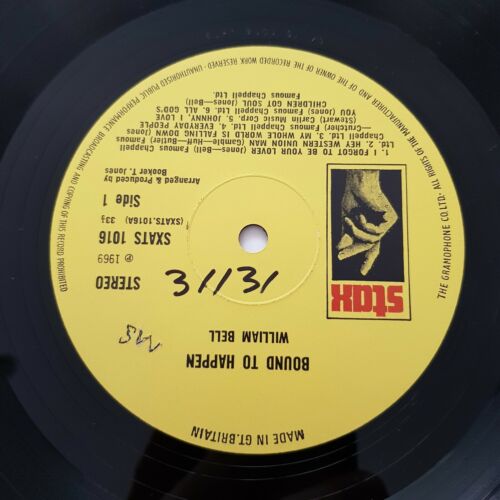 MADE IN GT. BRITAIN
BOUND TO HAPPEN
WILLIAM BELL
31131
stax
STEREO
℗ 1969
SXATS 1016
(SXATS.1016A) 33⅓
Side 1
Arranged & Produced by
Booker T. Jones
1. I FORGOT TO BE YOUR LOVER (Jones—Bell) Famous Chappell
Ltd. 2. HEY WESTERN UNION MAN (Gamble—Huff—Butler) Famous
Chappell Ltd. 3. MY WHOLE WORLD IS FALLING DOWN
—Crutcher) Famous Chappell Ltd. 4. EVERYDAY PEOPLE
(Stewart) Carlin Music Corp. 5. JOHNNY, I LOVE
YOU (Jones) Famous Chappell Ltd. 6. ALL GOD'S
CHILDREN GOT SOUL (Jones—Bell)
Famous Chappell Ltd.
THE GRAMOPHONE CO. LTD. · ALL RIGHTS OF THE MANUFACTURER AND OF THE OWNER OF THE RECORDED WORK RESERVED · UNAUTHORISED PUBLIC PERFORMANCE BROADCASTING AND COPYING OF THIS RECORD PROHIBITED